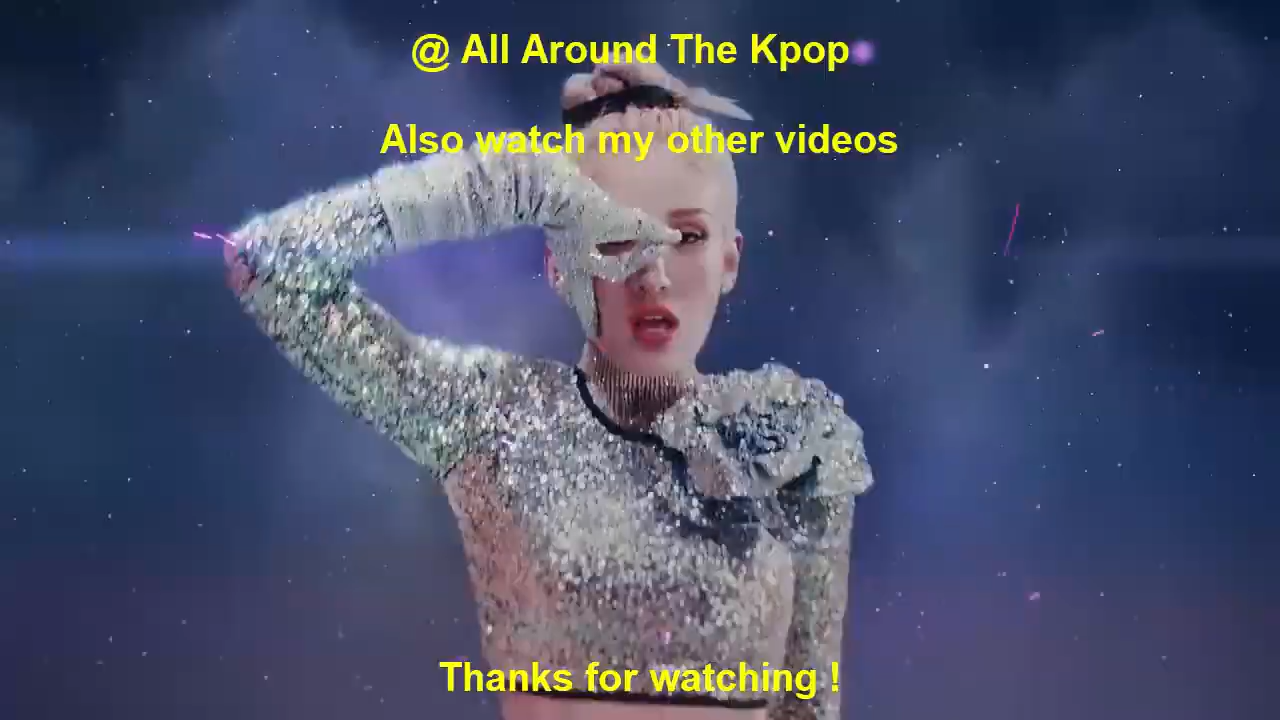 @ All Around The Kpop
Also watch my other videos
Thanks for watching !